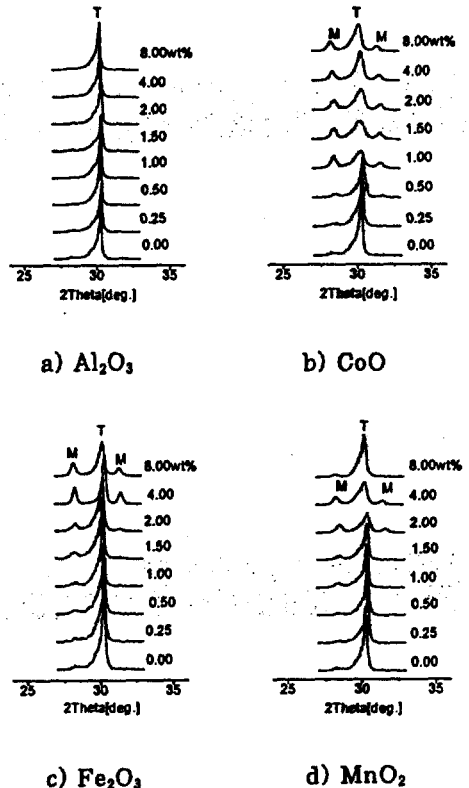 T
8.00wt%
4.00
2.00
1.50
1.00
0.50
0.25
0.00
25 30 35
2Theta[deg.]
a) Al₂O₃
T
M M
8.00wt%
4.00
2.00
1.50
1.00
0.50
0.25
0.00
25 30 35
2Theta[deg.]
b) CoO
T
M M
8.00wt%
4.00
2.00
1.50
1.00
0.50
0.25
0.00
25 30 35
2Theta[deg.]
c) Fe₂O₃
T
8.00wt%
M M
4.00
2.00
1.50
1.00
0.50
0.25
0.00
25 30 35
2Theta[deg.]
d) MnO₂